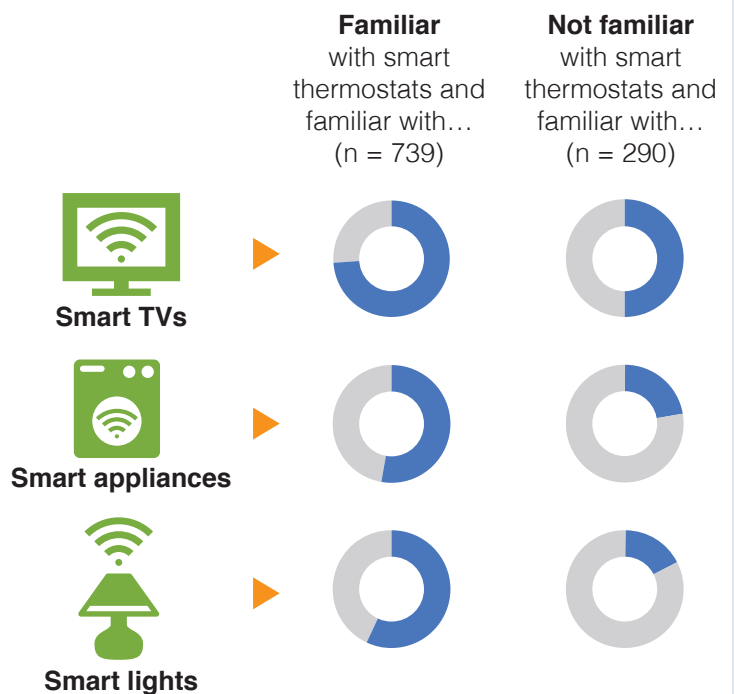 Familiar
with smart
thermostats and
familiar with…
(n = 739)
Not familiar
with smart
thermostats and
familiar with…
(n = 290)
Smart TVs
Smart appliances
Smart lights